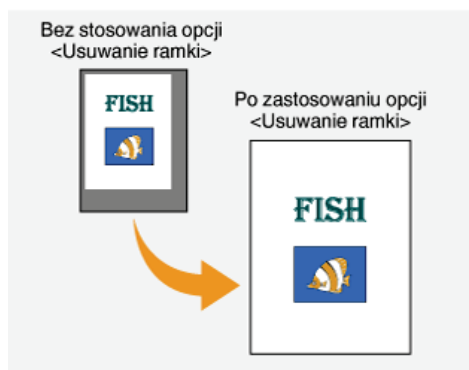 Bez stosowania opcji
<Usuwanie ramki>
FISH
Po zastosowaniu opcji
<Usuwanie ramki>
FISH